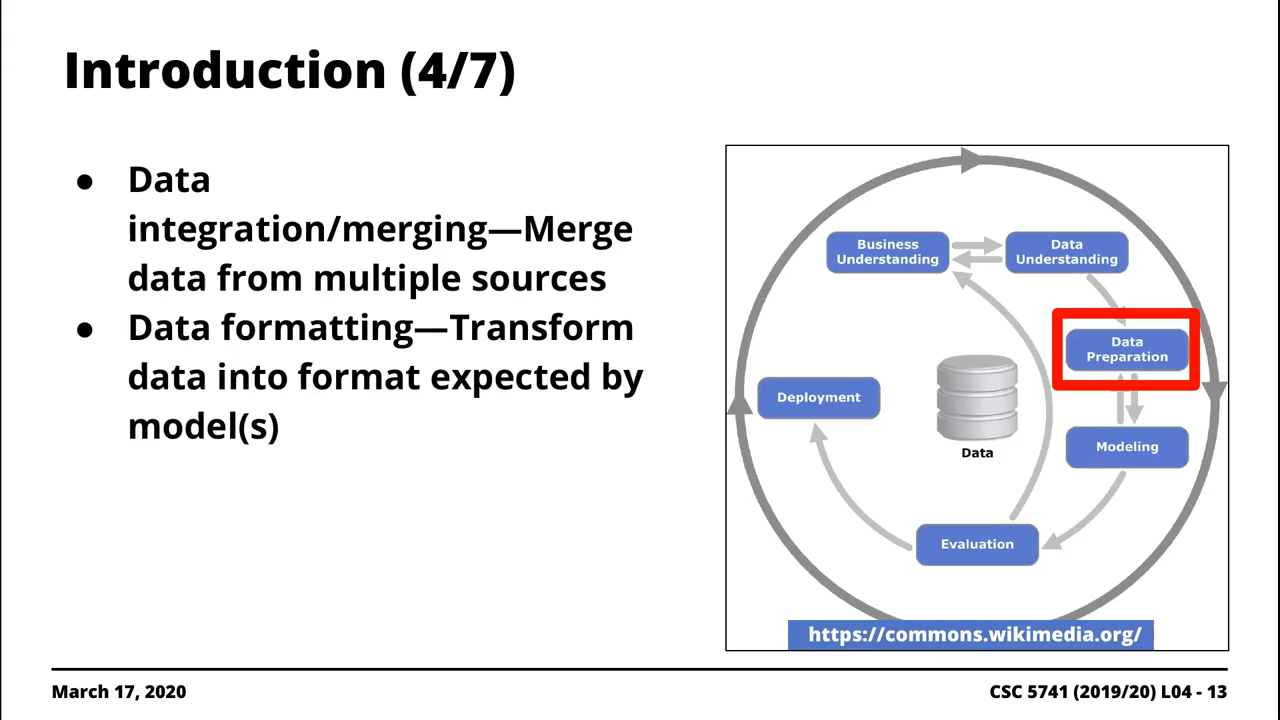 Introduction (4/7)
● Data
integration/merging—Merge
data from multiple sources
● Data formatting—Transform
data into format expected by
model(s)
Business
Understanding
Data
Understanding
Data
Preparation
Deployment
Data
Modeling
Evaluation
https://commons.wikimedia.org/
March 17, 2020
CSC 5741 (2019/20) L04 - 13